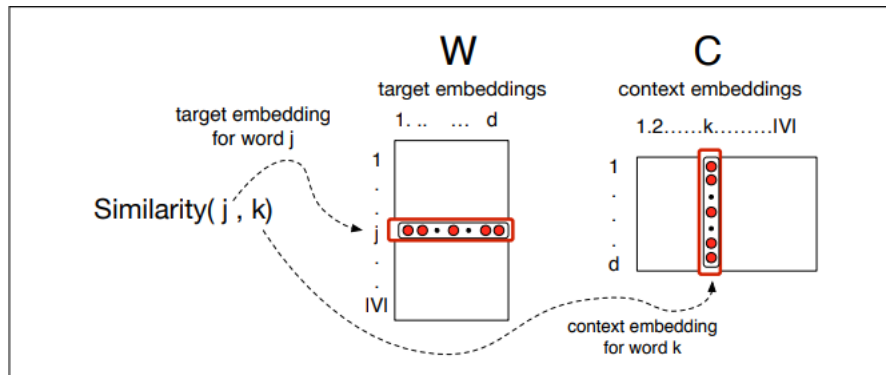 W
target embeddings
1. .. ... d
C
context embeddings
1.2......k.........|V|
target embedding
for word j
Similarity( j , k)
1
.
.
.
j
.
.
|V|
1
.
.
.
.
d
context embedding
for word k